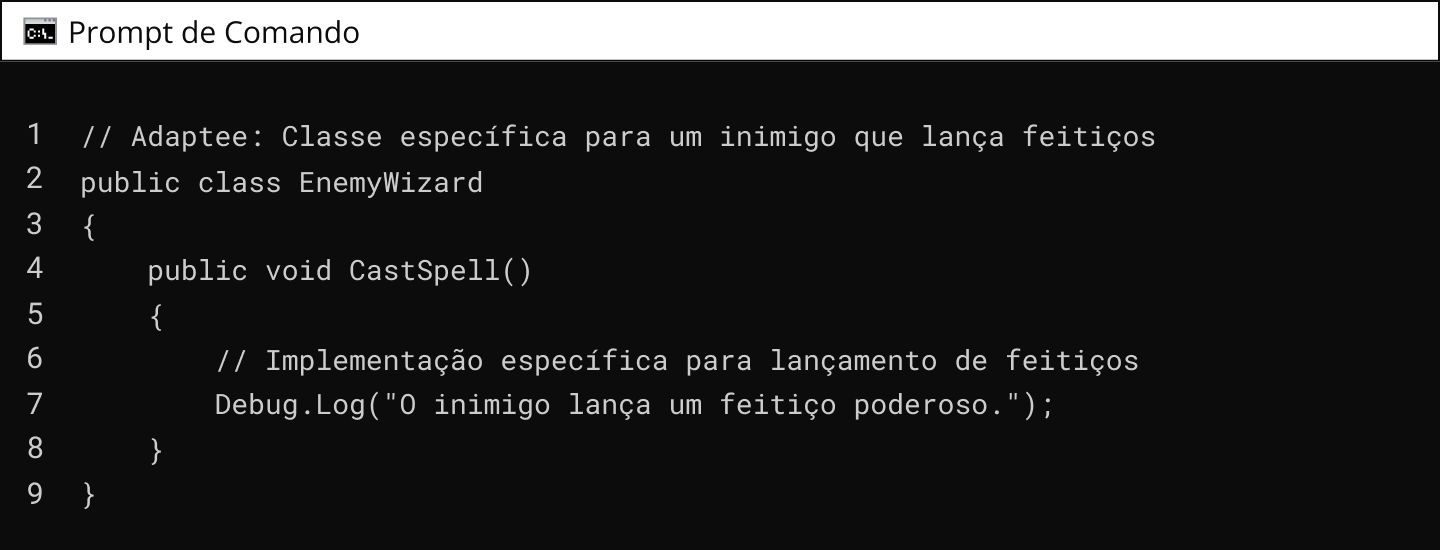 Prompt de Comando
1 // Adaptee: Classe específica para um inimigo que lança feitiços
2 public class EnemyWizard
3 {
4     public void CastSpell()
5     {
6         // Implementação específica para lançamento de feitiços
7         Debug.Log("O inimigo lança um feitiço poderoso.");
8     }
9 }